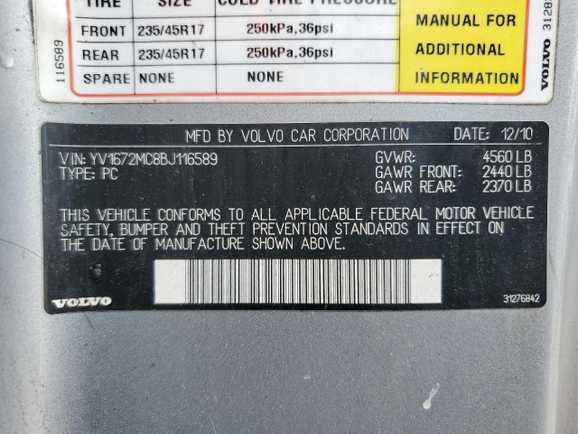 TIRE SIZE COLD TIRE PRESSURE
FRONT 235/45R17 250kPa,36psi
REAR 235/45R17 250kPa,36psi
SPARE NONE NONE
MANUAL FOR
ADDITIONAL
INFORMATION
116589
VOLVO
MFD BY VOLVO CAR CORPORATION DATE: 12/10
VIN: YV1672MC8BJ116589 GVWR: 4560 LB
TYPE: PC GAWR FRONT: 2440 LB
GAWR REAR: 2370 LB
THIS VEHICLE CONFORMS TO ALL APPLICABLE FEDERAL MOTOR VEHICLE
SAFETY, BUMPER AND THEFT PREVENTION STANDARDS IN EFFECT ON
THE DATE OF MANUFACTURE SHOWN ABOVE.
VOLVO 31276842